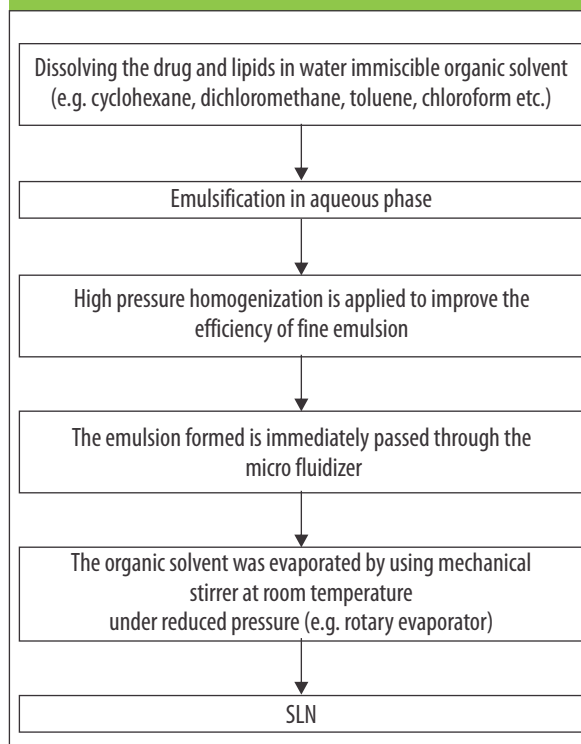 Dissolving the drug and lipids in water immiscible organic solvent
(e.g. cyclohexane, dichloromethane, toluene, chloroform etc.)
Emulsification in aqueous phase
High pressure homogenization is applied to improve the
efficiency of fine emulsion
The emulsion formed is immediately passed through the
micro fluidizer
The organic solvent was evaporated by using mechanical
stirrer at room temperature
under reduced pressure (e.g. rotary evaporator)
SLN